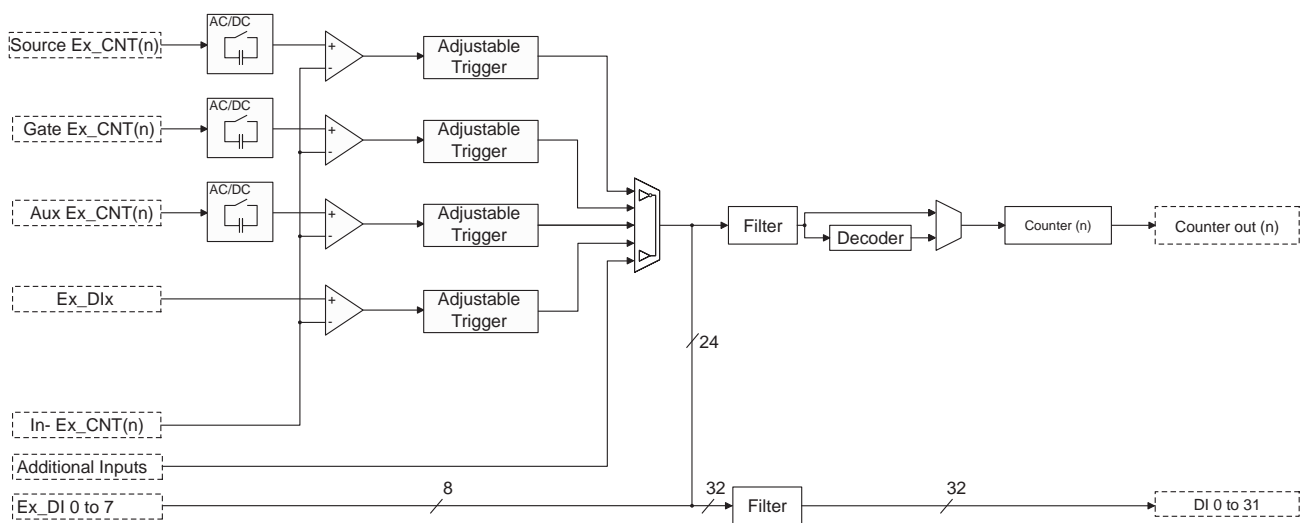 AC/DC
Source Ex_CNT(n)
+
-
Adjustable
Trigger
AC/DC
Gate Ex_CNT(n)
+
-
Adjustable
Trigger
AC/DC
Aux Ex_CNT(n)
+
-
Adjustable
Trigger
Filter
Decoder
Counter (n)
Counter out (n)
Ex_DIx
+
-
Adjustable
Trigger
24
In- Ex_CNT(n)
Additional Inputs
Ex_DI 0 to 7
8
32
Filter
32
DI 0 to 31